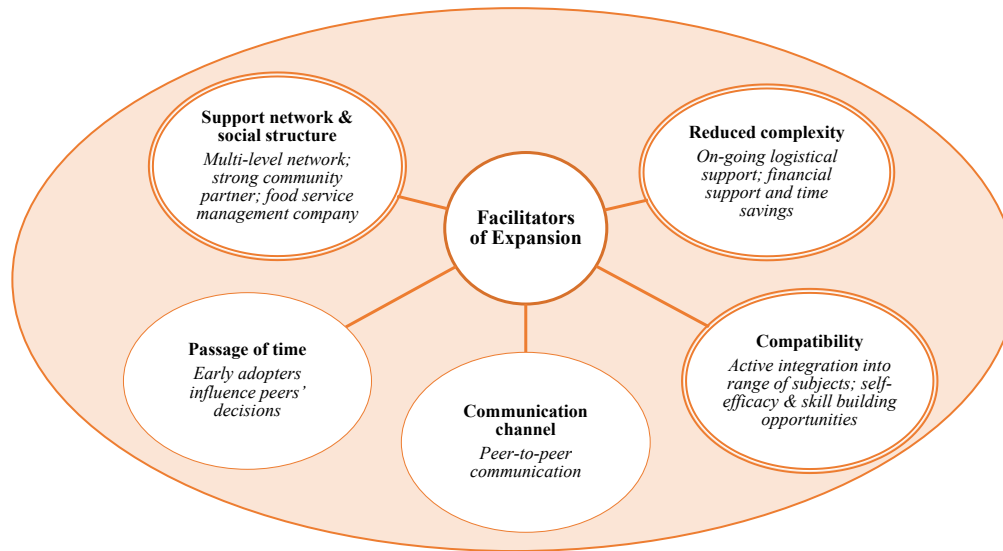 Support network &
social structure
Multi-level network;
strong community
partner; food service
management company
Reduced complexity
On-going logistical
support; financial
support and time
savings
Facilitators
of Expansion
Passage of time
Early adopters
influence peers’
decisions
Communication
channel
Peer-to-peer
communication
Compatibility
Active integration into
range of subjects; self-
efficacy & skill building
opportunities